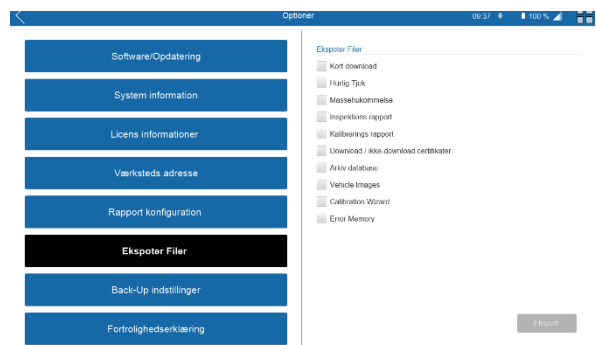 Optioner 09:37 100 %
Software/Opdatering
System information
Licens informationer
Værksteds adresse
Rapport konfiguration
Ekspoter Filer
Back-Up indstillinger
Fortrolighedserklæring
Ekspoter Filer
Kort download
Hurtig Tjek
Massehukommelse
Inspektions rapport
Kalibrerings rapport
Download / ikke-download certifikater
Arkiv database
Vehicle Images
Calibration Wizard
Error Memory
Eksport